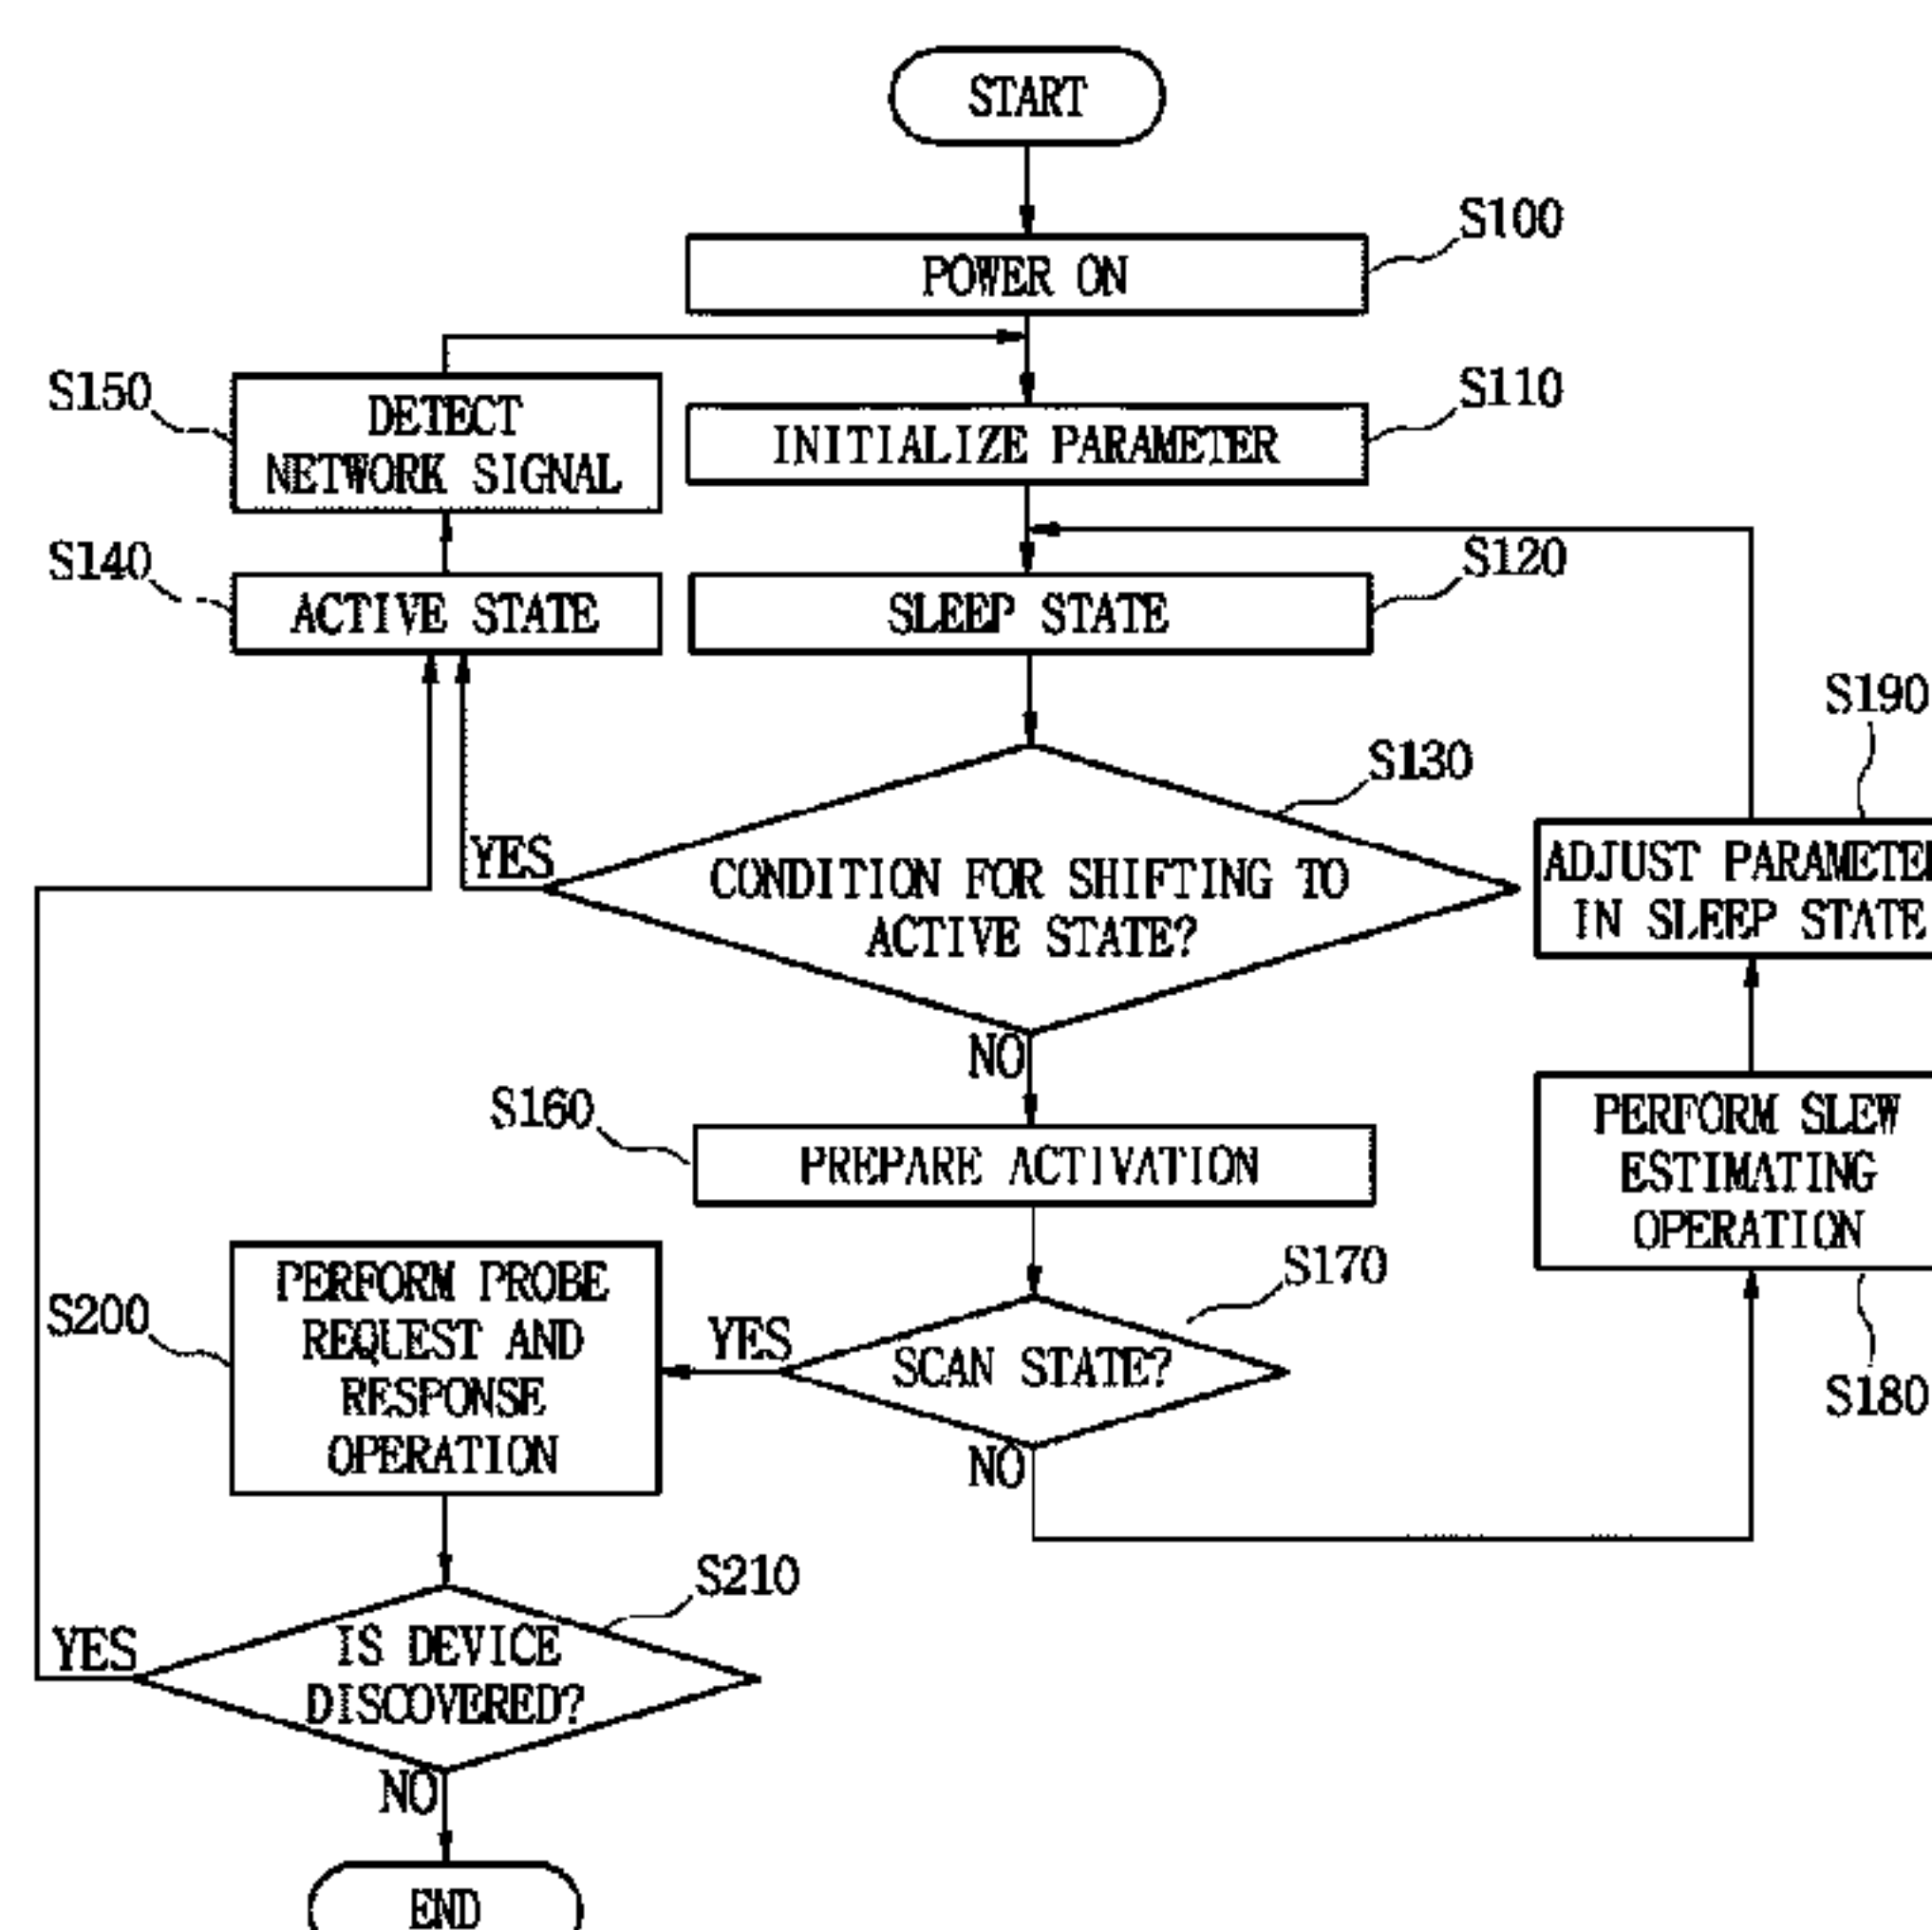 START
S100
POWER ON
S150
DETECT
NETWORK SIGNAL
S110
INITIALIZE PARAMETER
S140
ACTIVE STATE
S120
SLEEP STATE
S130
YES
CONDITION FOR SHIFTING TO
ACTIVE STATE?
NO
S190
ADJUST PARAMETER
IN SLEEP STATE
S160
PREPARE ACTIVATION
PERFORM SLEW
ESTIMATING
OPERATION
S180
S170
SCAN STATE?
YES
NO
S200
PERFORM PROBE
REQUEST AND
RESPONSE
OPERATION
S210
YES
IS DEVICE
DISCOVERED?
NO
END